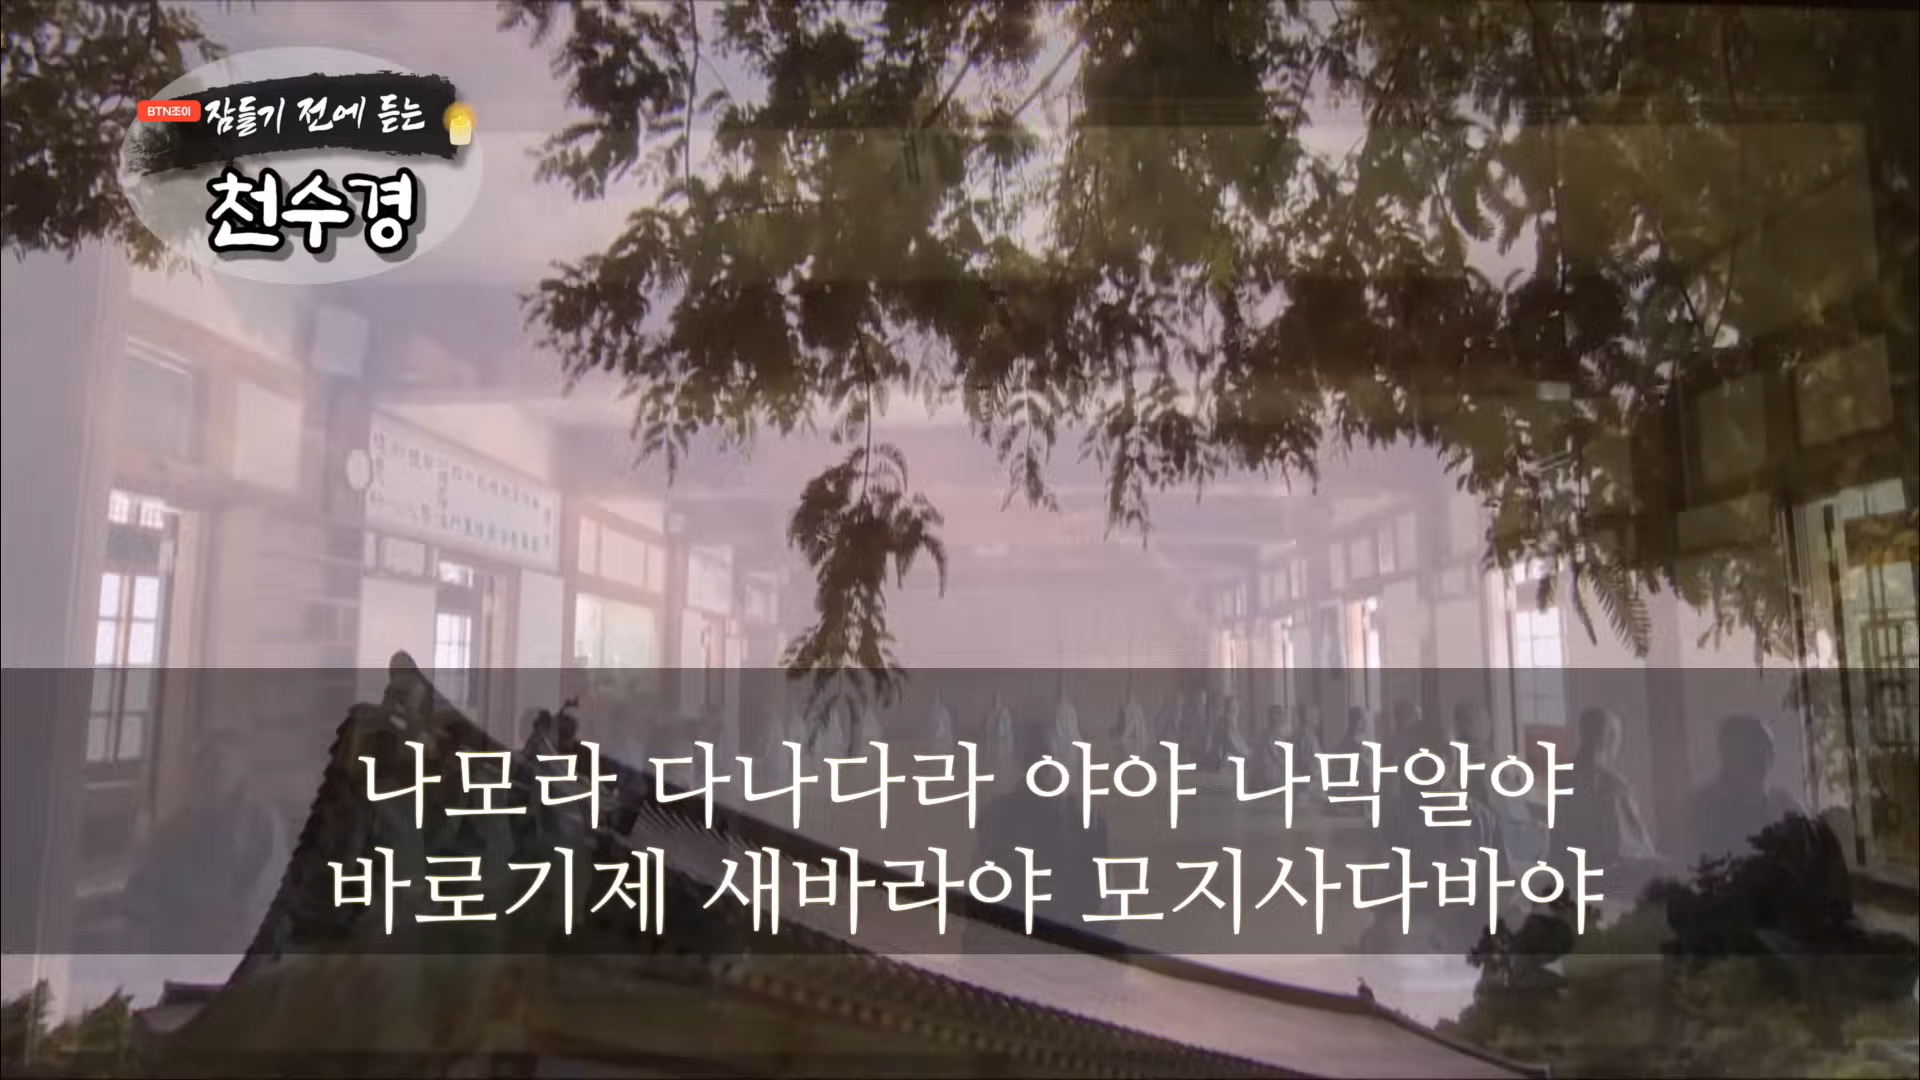 BTN조이
잠들기 전에 듣는
천수경
나모라 다나다라 야야 나막알야
바로기제 새바라야 모지사다바야